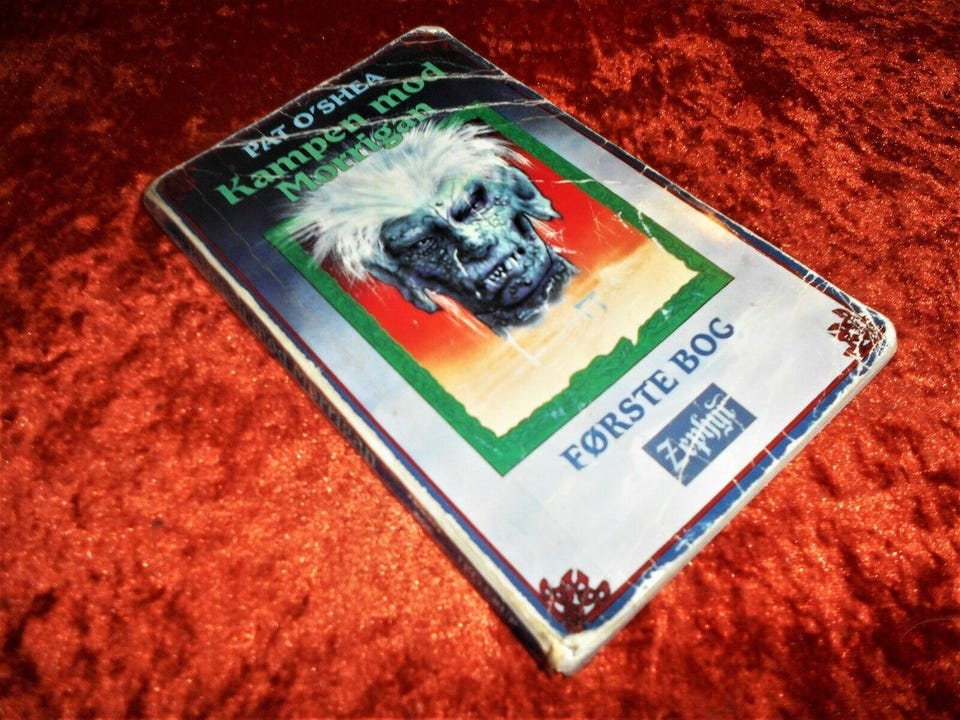 PAT O'SHEA
Kampen mod
Morrigan
FØRSTE BOG
Zephyr